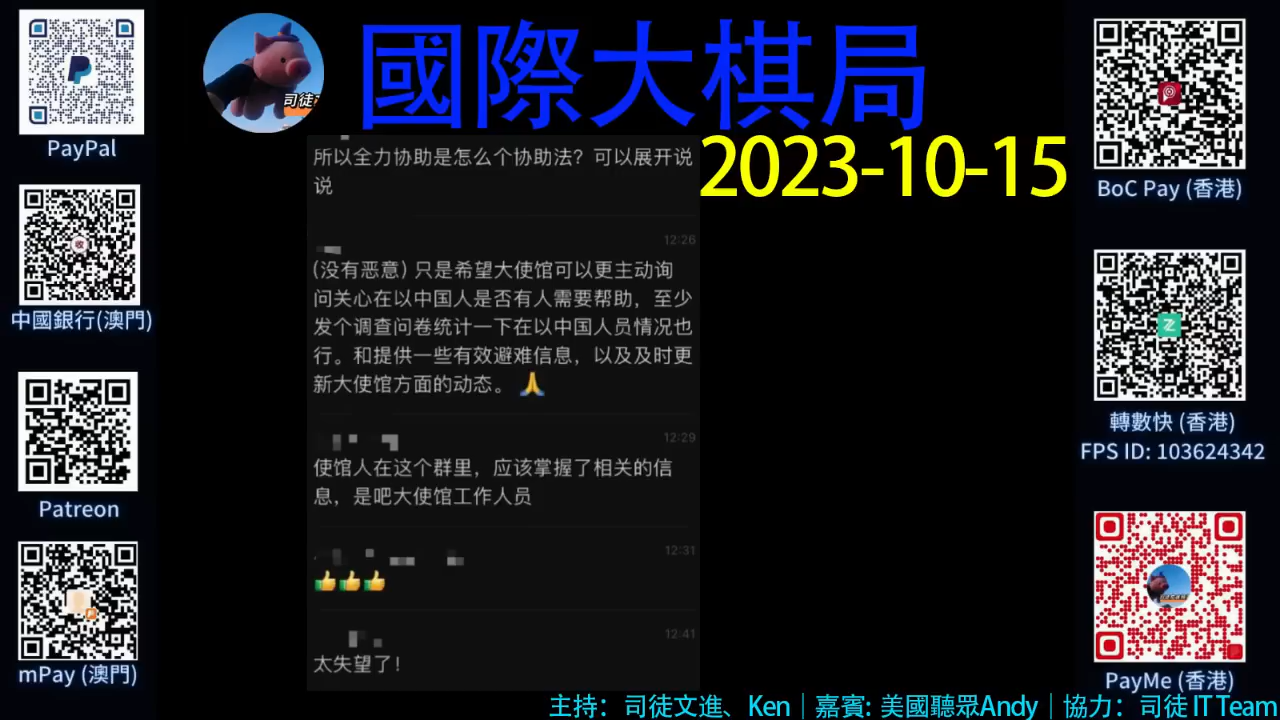 國際大棋局
2023-10-15
PayPal
中國銀行(澳門)
Patreon
mPay (澳門)
所以全力协助是怎么个协助法？可以展开说
说
12:26
(没有恶意) 只是希望大使馆可以更主动询
问关心在以中国人是否有人需要帮助，至少
发个调查问卷统计一下在以中国人员情况也
行。和提供一些有效避难信息，以及及时更
新大使馆方面的动态。🙏
12:29
使馆人在这个群里，应该掌握了相关的信
息，是吧大使馆工作人员
12:31
👍👍👍
12:41
太失望了！
BoC Pay (香港)
轉數快 (香港)
FPS ID: 103624342
PayMe (香港)
主持：司徒文進、Ken｜嘉賓: 美國聽眾Andy｜協力：司徒 IT Team